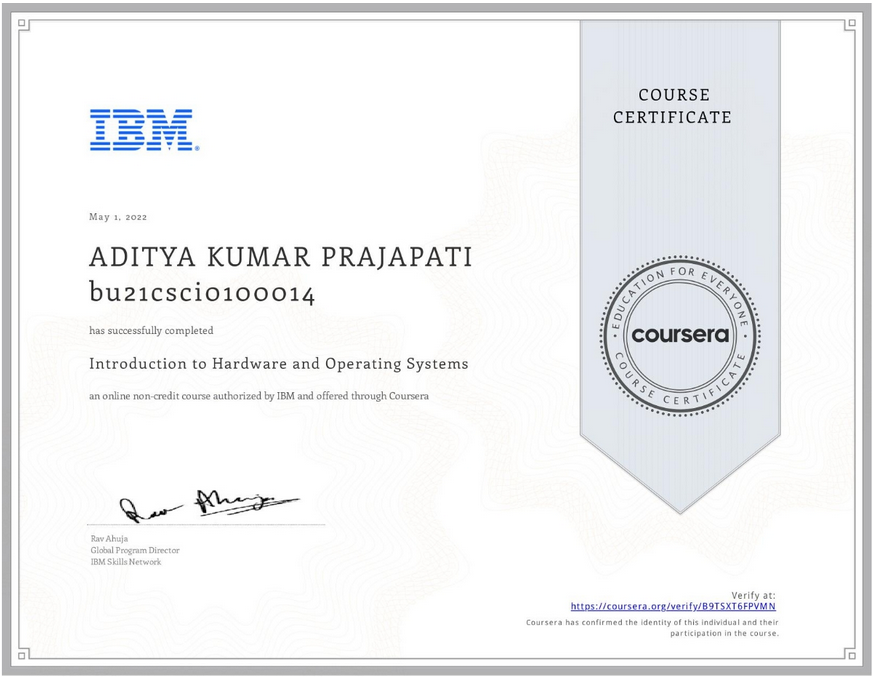 COURSE
CERTIFICATE
IBM®
May 1, 2022
ADITYA KUMAR PRAJAPATI
bu21csci0100014
has successfully completed
Introduction to Hardware and Operating Systems
an online non-credit course authorized by IBM and offered through Coursera
EDUCATION FOR EVERYONE
coursera
COURSE CERTIFICATE
Rav Ahuja
Rav Ahuja
Global Program Director
IBM Skills Network
Verify at:
https://coursera.org/verify/B9TSXT6FPVMN
Coursera has confirmed the identity of this individual and their
participation in the course.